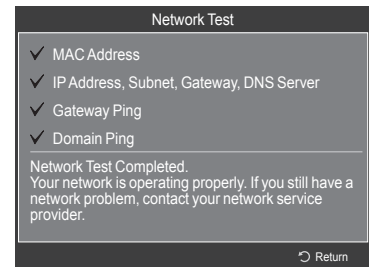 Network Test
MAC Address
IP Address, Subnet, Gateway, DNS Server
Gateway Ping
Domain Ping
Network Test Completed.
Your network is operating properly. If you still have a
network problem, contact your network service
provider.
Return